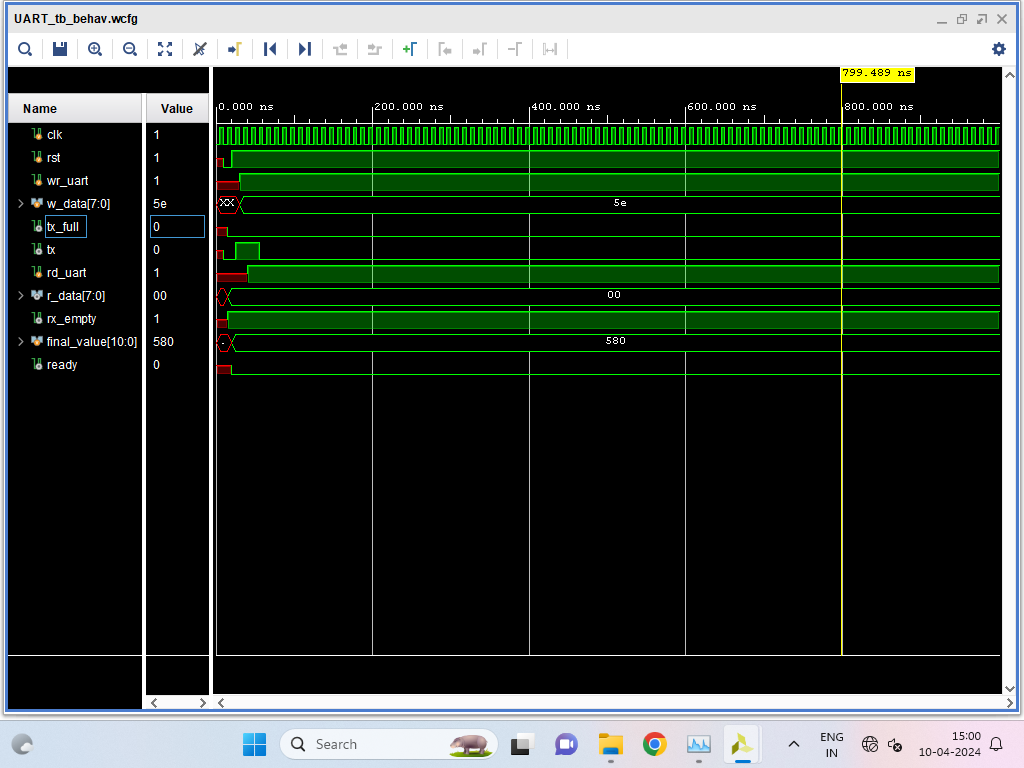 UART_tb_behav.wcfg
799.489 ns
Name Value 0.000 ns 200.000 ns 400.000 ns 600.000 ns 800.000 ns
clk 1
rst 1
wr_uart 1
w_data[7:0] 5e XX 5e
tx_full 0
tx 0
rd_uart 1
r_data[7:0] 00 00
rx_empty 1
final_value[10:0] 580 580
ready 0
Search
ENG
IN
15:00
10-04-2024